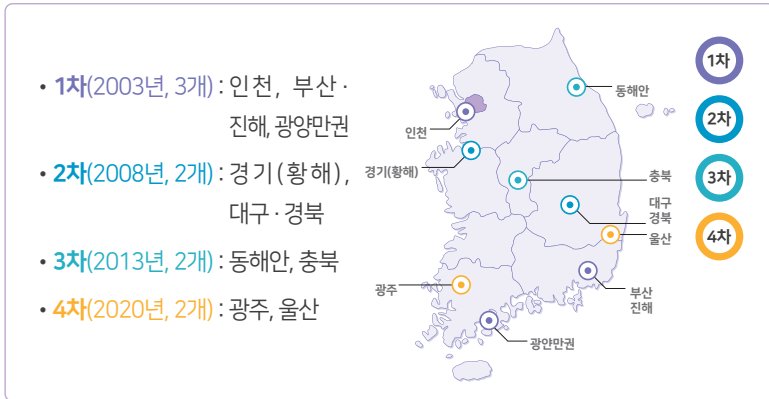 • 1차(2003년, 3개) : 인천, 부산 ·
진해, 광양만권
• 2차(2008년, 2개) : 경기(황해),
대구 · 경북
• 3차(2013년, 2개) : 동해안, 충북
• 4차(2020년, 2개) : 광주, 울산
동해안
인천
경기(황해)
충북
대구
경북
울산
광주
부산
진해
광양만권
1차
2차
3차
4차